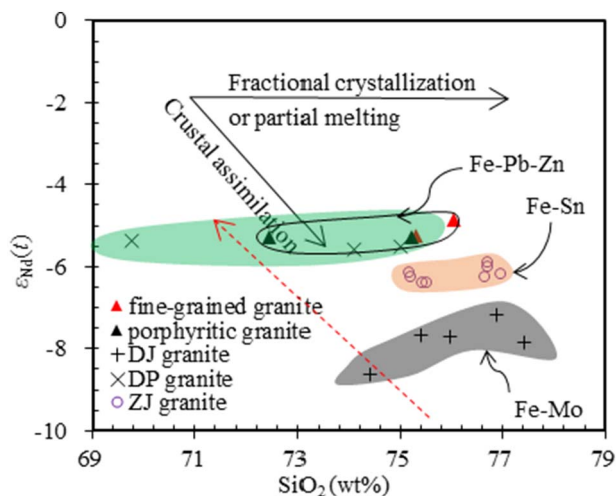 0
-2
-4
-6
-8
-10
εNd(t)
Fractional crystallization
or partial melting
Crustal assimilation
Fe-Pb-Zn
Fe-Sn
Fe-Mo
fine-grained granite
porphyritic granite
DJ granite
DP granite
ZJ granite
69 71 73 75 77 79
SiO2 (wt%)